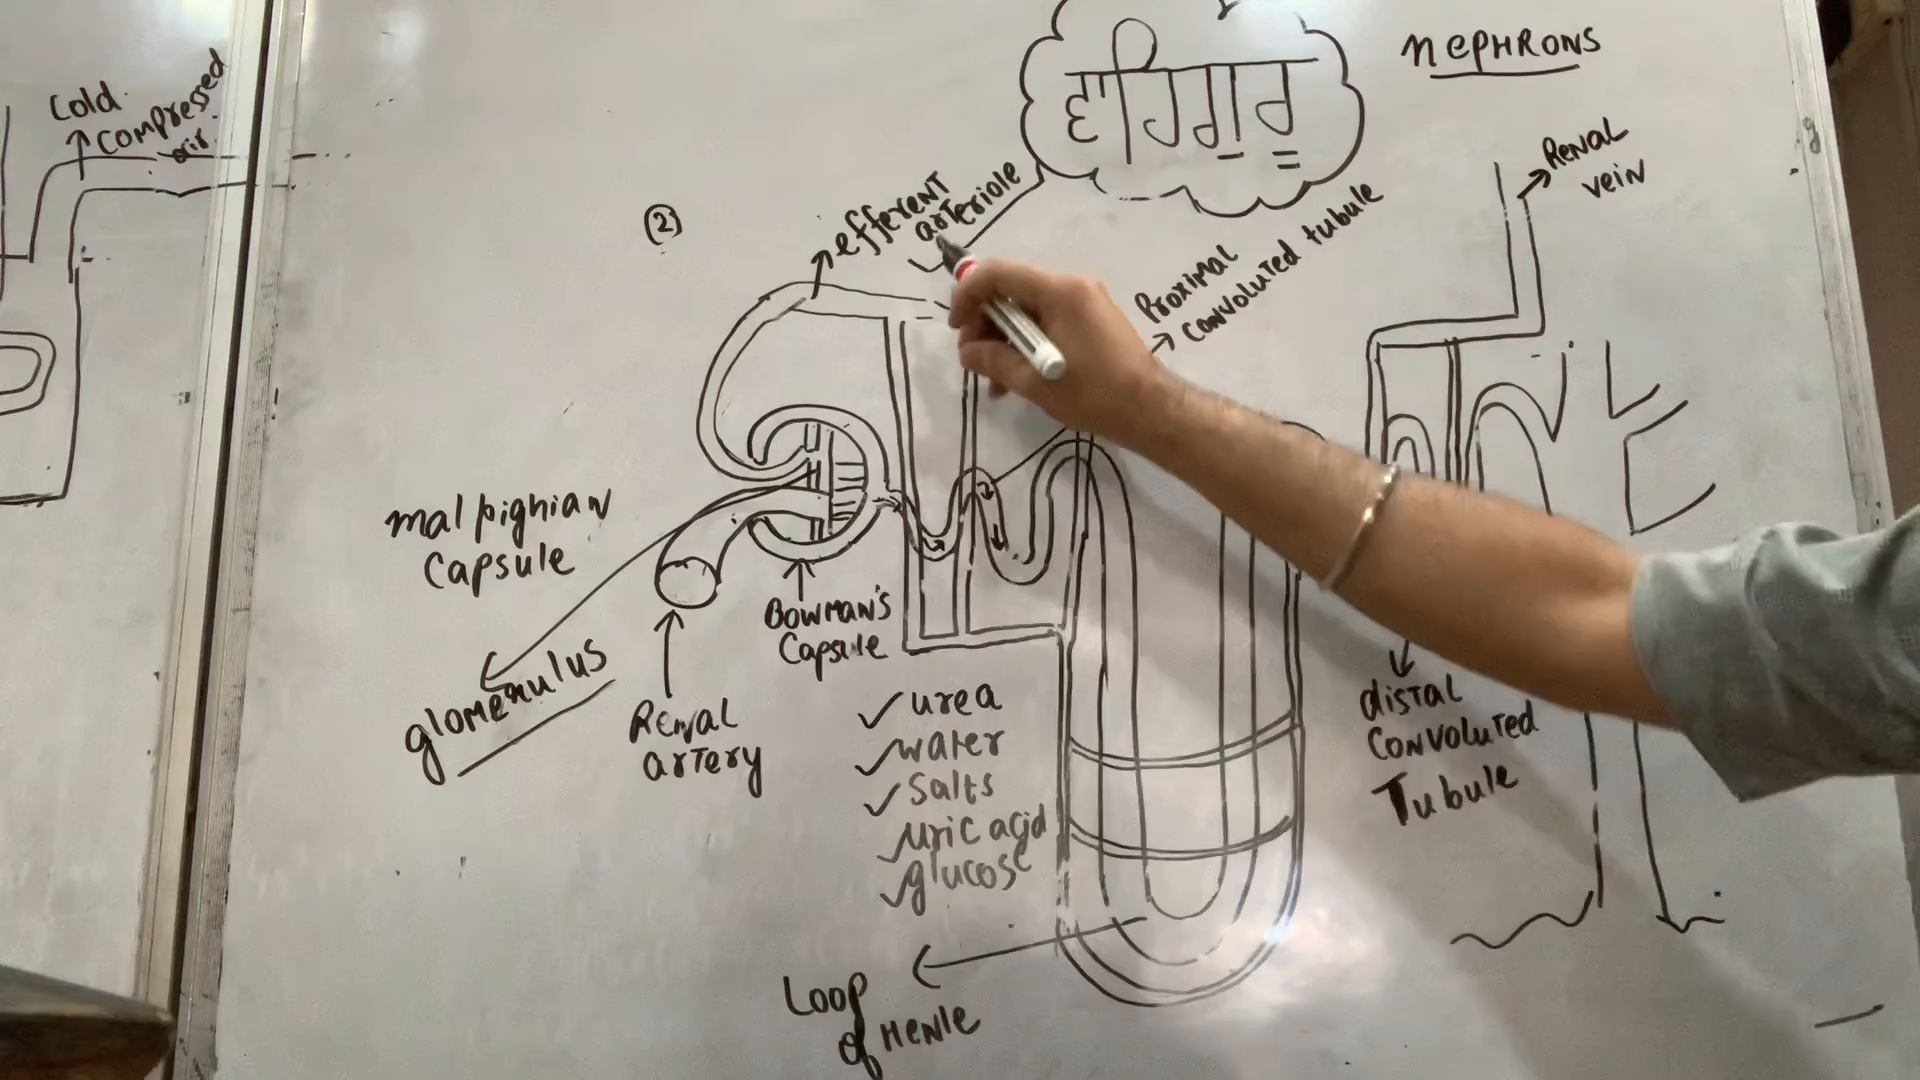 Cold
compressed
air.
ਵਾਹਿਗੁਰੂ
NEPHRONS
Renal
vein
(2)
efferent
arteriole
Proximal
convoluted tubule
malpighian
Capsule
glomerulus
Renal
artery
Bowman's
Capsule
urea
water
Salts
uric acid
glucose
distal
convoluted
Tubule
Loop
of Henle